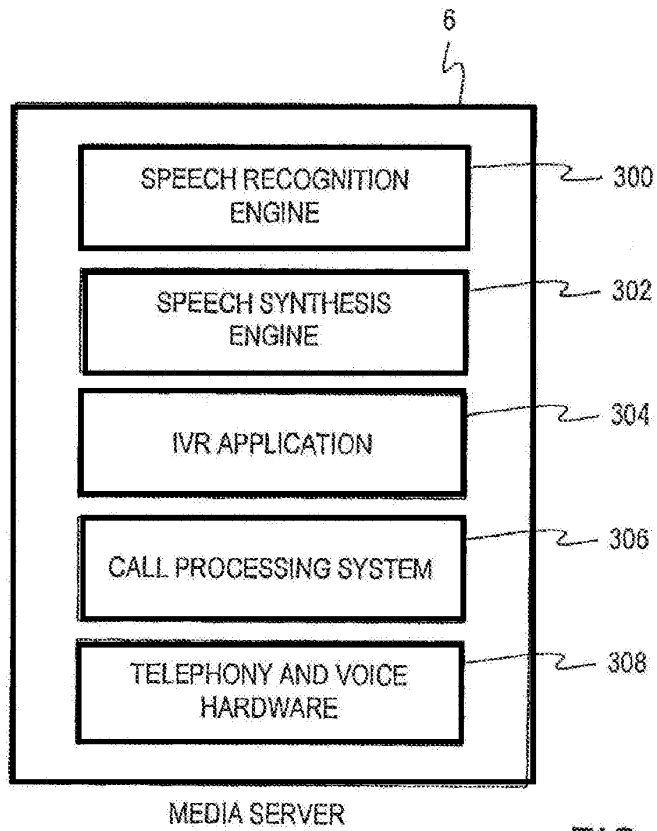 6
SPEECH RECOGNITION
ENGINE
300
SPEECH SYNTHESIS
ENGINE
302
IVR APPLICATION
304
CALL PROCESSING SYSTEM
306
TELEPHONY AND VOICE
HARDWARE
308
MEDIA SERVER